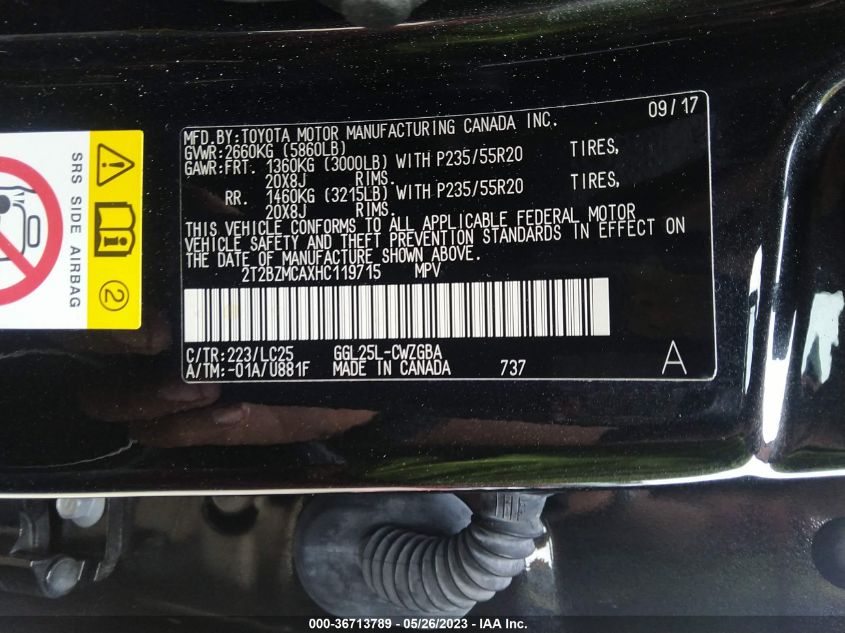 09/17
MFD.BY:TOYOTA MOTOR MANUFACTURING CANADA INC.
GVWR:2660KG (5860LB)
GAWR:FRT. 1360KG (3000LB) WITH P235/55R20 TIRES,
20X8J RIMS.
RR. 1460KG (3215LB) WITH P235/55R20 TIRES,
20X8J RIMS.
THIS VEHICLE CONFORMS TO ALL APPLICABLE FEDERAL MOTOR
VEHICLE SAFETY AND THEFT PREVENTION STANDARDS IN EFFECT ON
THE DATE OF MANUFACTURE SHOWN ABOVE.
2T2BZMCAXHC119715 MPV
C/TR:223/LC25 GGL25L-CWZGBA
A/TM:-01A/U881F MADE IN CANADA 737 A
SRS SIDE AIRBAG
2
000-36713789 - 05/26/2023 - IAA Inc.